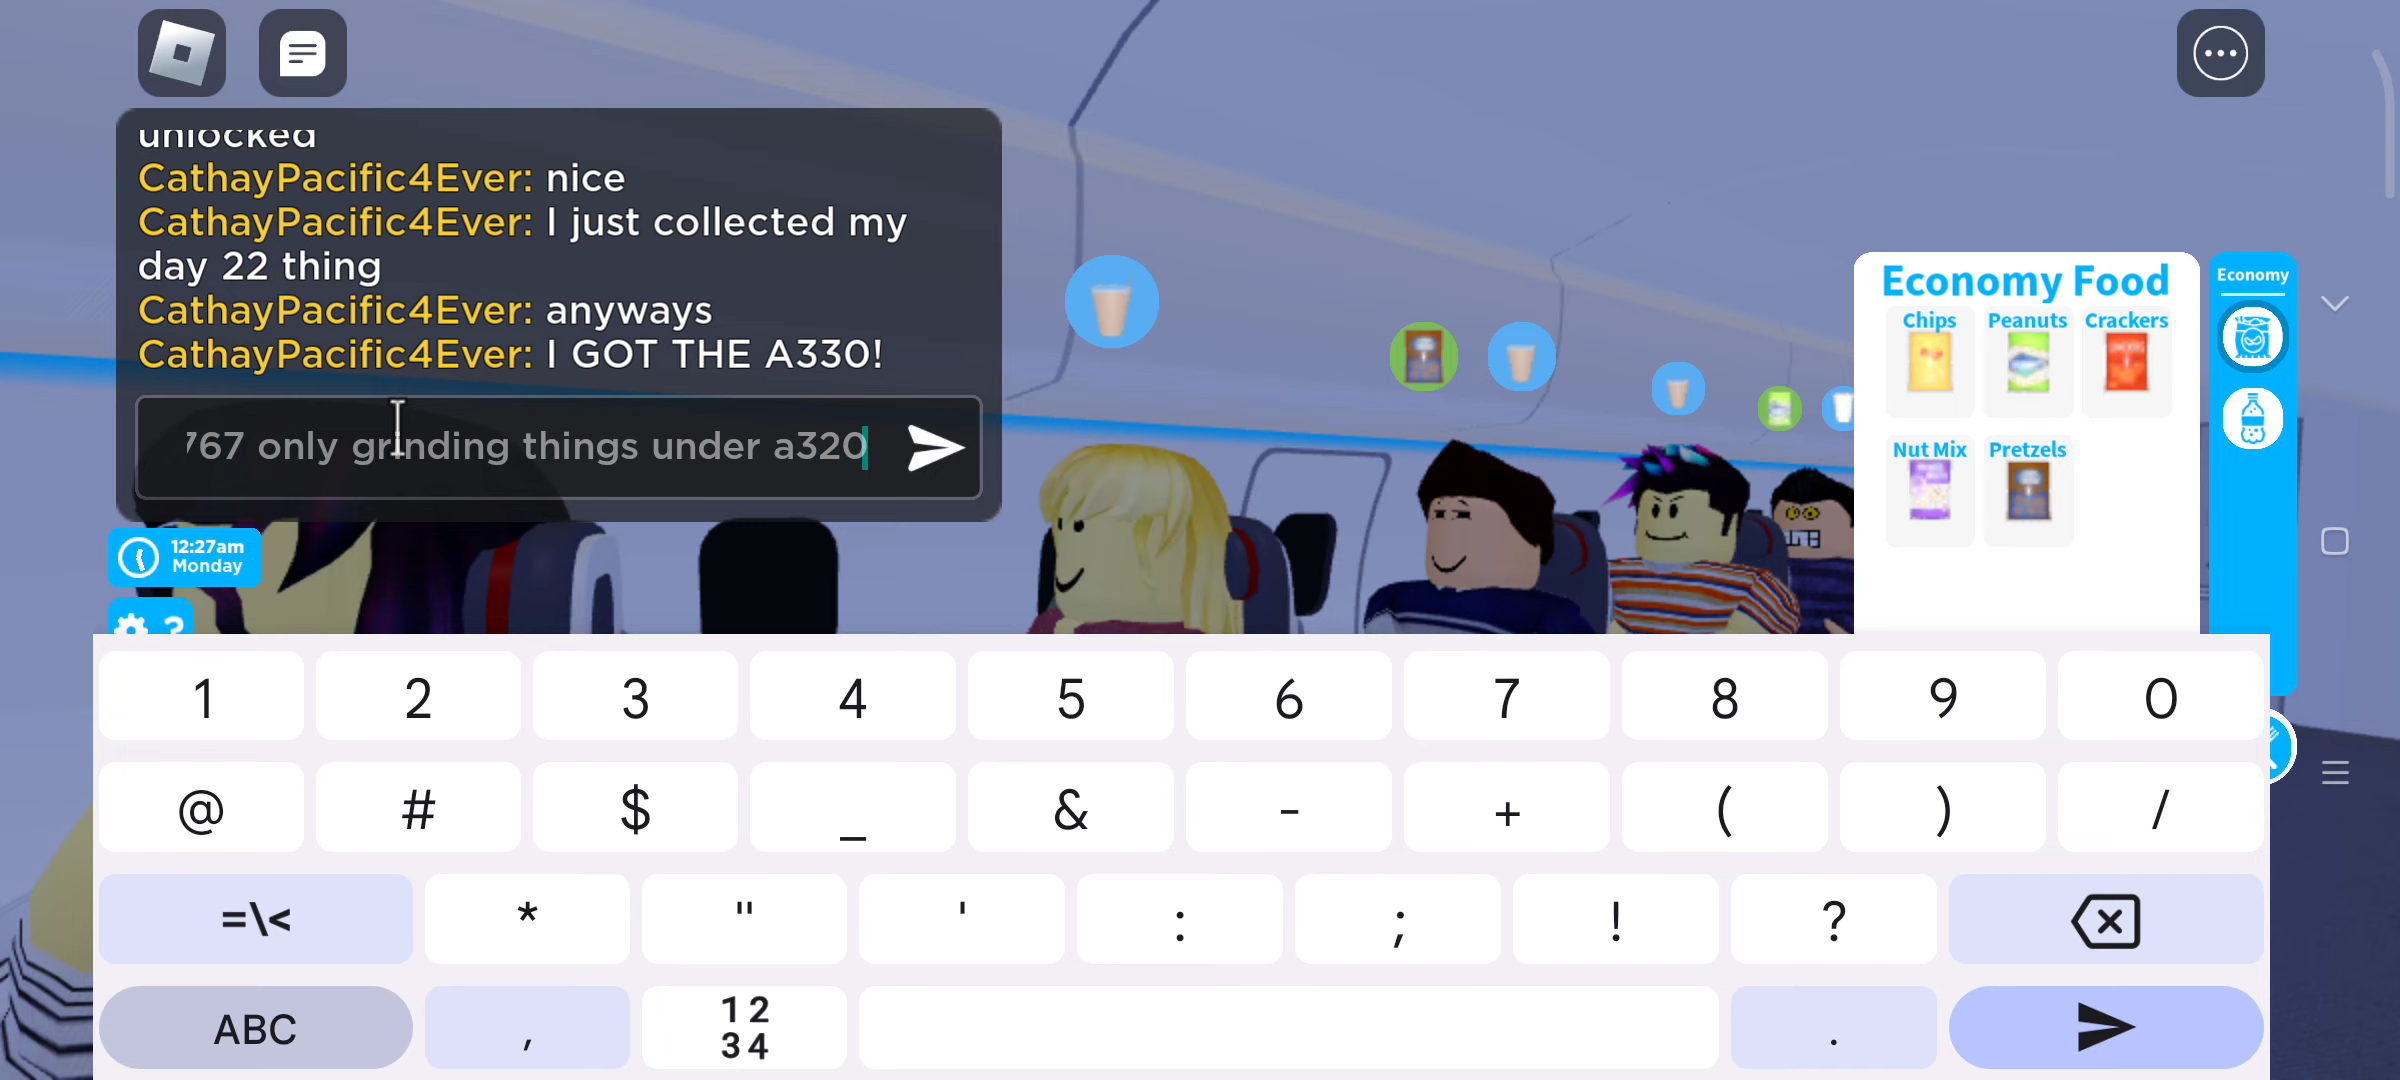 unlocked
CathayPacific4Ever: nice
CathayPacific4Ever: I just collected my
day 22 thing
CathayPacific4Ever: anyways
CathayPacific4Ever: I GOT THE A330!
767 only grinding things under a320
12:27am
Monday
?
Economy Food
Chips Peanuts Crackers
Nut Mix Pretzels
Economy
1 2 3 4 5 6 7 8 9 0
@ # $ _ & - + ( ) /
=\< * " ' : ; ! ?
ABC , 12 .
34